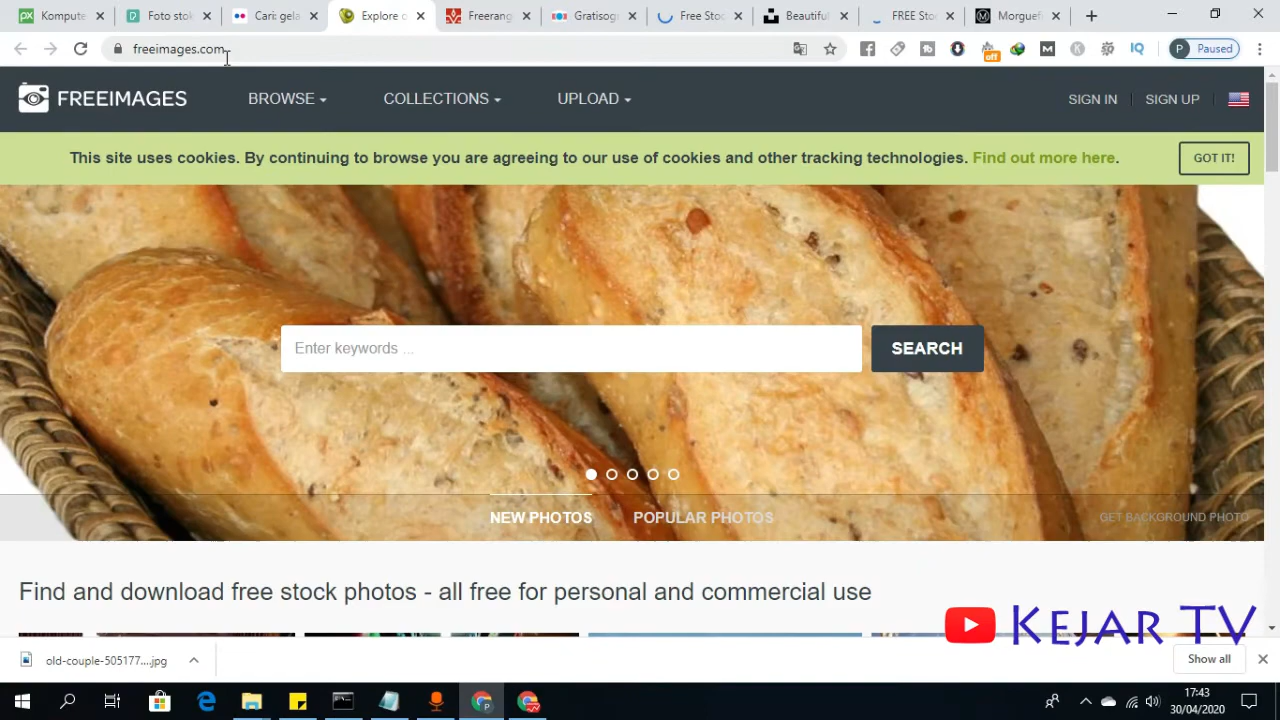 Kompute
Foto stok
Cari: gela
Explore o
Freerang
Gratisogr
Free Stoc
Beautiful
FREE Sto
Morguef
freeimages.com
off
M
K
IQ
P Paused
FREEIMAGES
BROWSE
COLLECTIONS
UPLOAD
SIGN IN
SIGN UP
This site uses cookies. By continuing to browse you are agreeing to our use of cookies and other tracking technologies. Find out more here.
GOT IT!
Enter keywords ...
SEARCH
NEW PHOTOS
POPULAR PHOTOS
GET BACKGROUND PHOTO
Find and download free stock photos - all free for personal and commercial use
KEJAR TV
old-couple-505177....jpg
Show all
17:43
30/04/2020